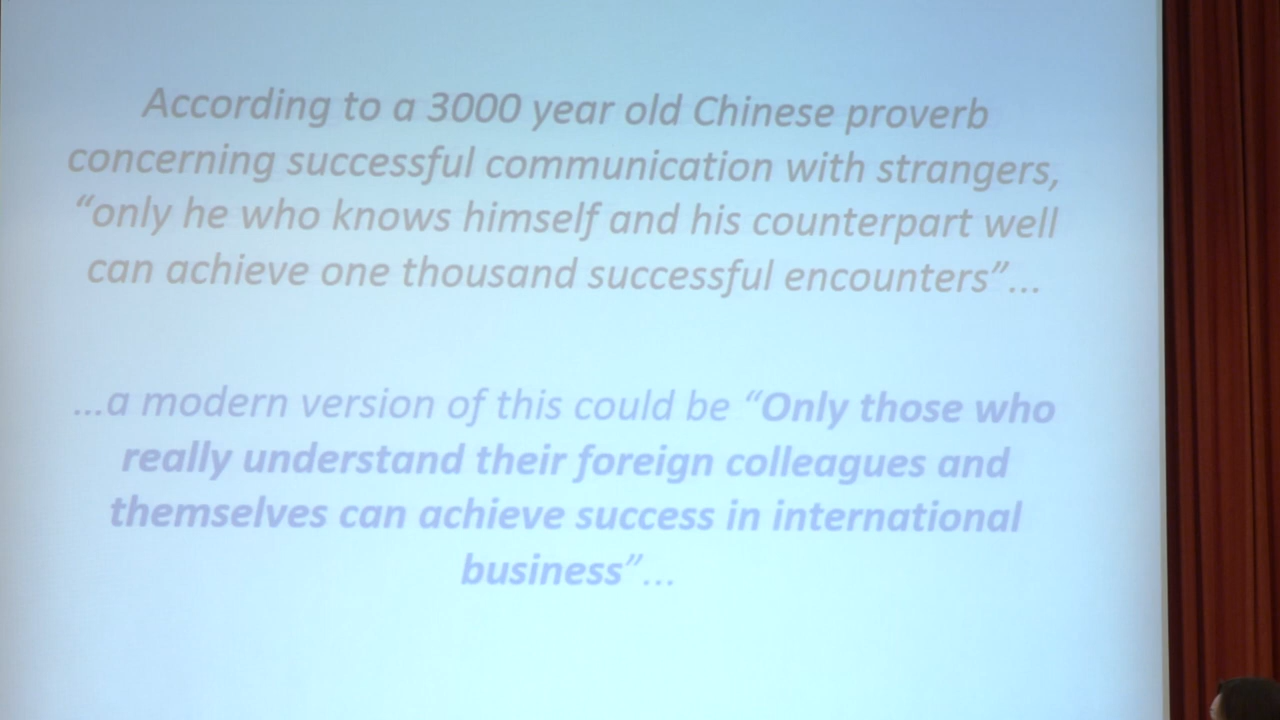 According to a 3000 year old Chinese proverb
concerning successful communication with strangers,
“only he who knows himself and his counterpart well
can achieve one thousand successful encounters”...
...a modern version of this could be “Only those who
really understand their foreign colleagues and
themselves can achieve success in international
business”...